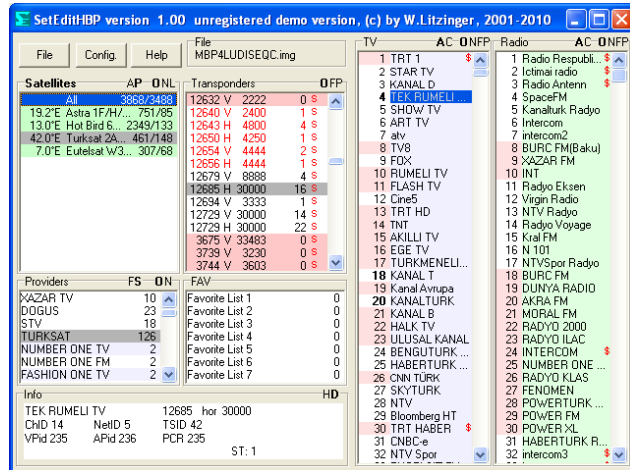 SetEditHBP version 1.00 unregistered demo version, (c) by W.Litzinger, 2001-2010
File Config. Help
File
MBP4LUDISEQC.img
Satellites AP ONL
All 3868/3488
19.2°E Astra 1F/H/... 751/85
13.0°E Hot Bird 6... 2349/133
42.0°E Turksat 2A... 461/148
7.0°E Eutelsat W3... 307/68
Transponders OFP
12632 V 2222 0 S
12640 V 2400 1 S
12643 H 4800 4 S
12650 H 4250 1 S
12654 V 4444 2 S
12656 H 4444 1 S
12679 V 8888 4 S
12685 H 30000 16 S
12694 V 3333 1 S
12729 V 30000 14 S
12729 H 30000 22 S
3675 V 33483 0 S
3739 V 3230 0 S
3744 V 3603 0 S
Providers FS ON
XAZAR TV 10
DOGUS 23
STV 18
TURKSAT 126
NUMBER ONE TV 2
NUMBER ONE FM 2
FASHION ONE TV 2
FAV
Favorite List 1 0
Favorite List 2 0
Favorite List 3 0
Favorite List 4 0
Favorite List 5 0
Favorite List 6 0
Favorite List 7 0
Info HD
TEK RUMELI TV 12685 hor 30000
ChID 14 NetID 5 TSID 42
VPid 235 APid 236 PCR 235
ST: 1
TV AC ONFP
1 TRT 1 $
2 STAR TV
3 KANAL D
4 TEK RUMELI ...
5 SHOW TV
6 ART TV
7 atv
8 TV8
9 FOX
10 RUMELI TV
11 FLASH TV
12 Cine5
13 TRT HD
14 TNT
15 AKILLI TV
16 EGE TV
17 TURKMENELI...
18 KANAL T
19 Kanal Avrupa
20 KANALTURK
21 KANAL B
22 HALK TV
23 ULUSAL KANAL
24 BENGUTURK ...
25 HABERTURK ...
26 CNN TÜRK
27 SKYTURK
28 NTV
29 Bloomberg HT
30 TRT HABER $
31 CNBC-e
32 NTV Spor
Radio AC ONFP
1 Radio Respubli... $
2 Ictimai radio $
3 Radio Antenn $
4 SpaceFM
5 Kanalturk Radyo
6 Intercom
7 intercom2
8 BURC FM(Baku)
9 XAZAR FM
10 INT
11 Radyo Eksen
12 Virgin Radio
13 NTV Radyo
14 Radyo Voyage
15 Kral FM
16 N 101
17 NTVSpor Radyo
18 BURC FM
19 DUNYA RADIO
20 AKRA FM
21 MORAL FM
22 RADYO 2000
23 RADYO ILAC
24 INTERCOM $
25 NUMBER ONE ...
26 RADYO KLAS
27 FENOMEN
28 POWERTURK ...
29 POWER FM
30 POWER XL
31 HABERTURK R...
32 intercom3 $